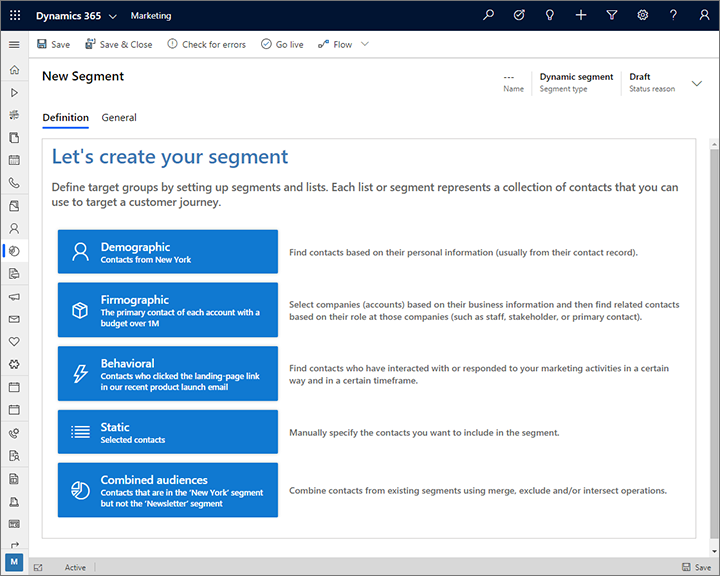 Dynamics 365 Marketing
Save Save & Close Check for errors Go live Flow
New Segment
--- Dynamic segment Draft
Name Segment type Status reason
Definition General
Let's create your segment
Define target groups by setting up segments and lists. Each list or segment represents a collection of contacts that you can
use to target a customer journey.
Demographic
Contacts from New York
Find contacts based on their personal information (usually from their contact record).
Firmographic
The primary contact of each account with a
budget over 1M
Select companies (accounts) based on their business information and then find related contacts
based on their role at those companies (such as staff, stakeholder, or primary contact).
Behavioral
Contacts who clicked the landing-page link
in our recent product launch email
Find contacts who have interacted with or responded to your marketing activities in a certain
way and in a certain timeframe.
Static
Selected contacts
Manually specify the contacts you want to include in the segment.
Combined audiences
Contacts that are in the 'New York' segment
but not the 'Newsletter' segment
Combine contacts from existing segments using merge, exclude and/or intersect operations.
M
Active
Save